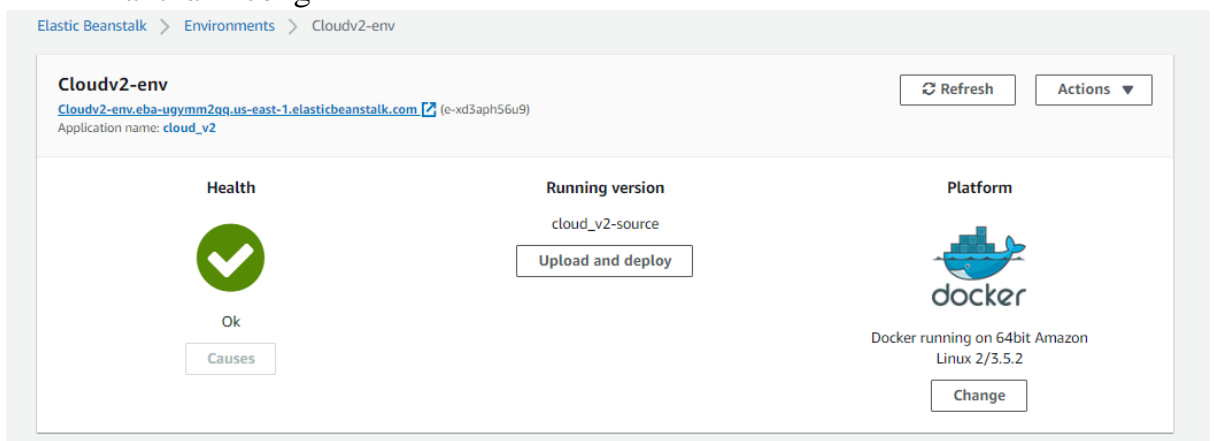 Elastic Beanstalk > Environments > Cloudv2-env
Cloudv2-env
Refresh
Actions ▼
Cloudv2-env.eba-ugymm2qq.us-east-1.elasticbeanstalk.com (e-xd3aph56u9)
Application name: cloud_v2
Health
Running version
Platform
cloud_v2-source
Upload and deploy
docker
Ok
Docker running on 64bit Amazon
Linux 2/3.5.2
Causes
Change